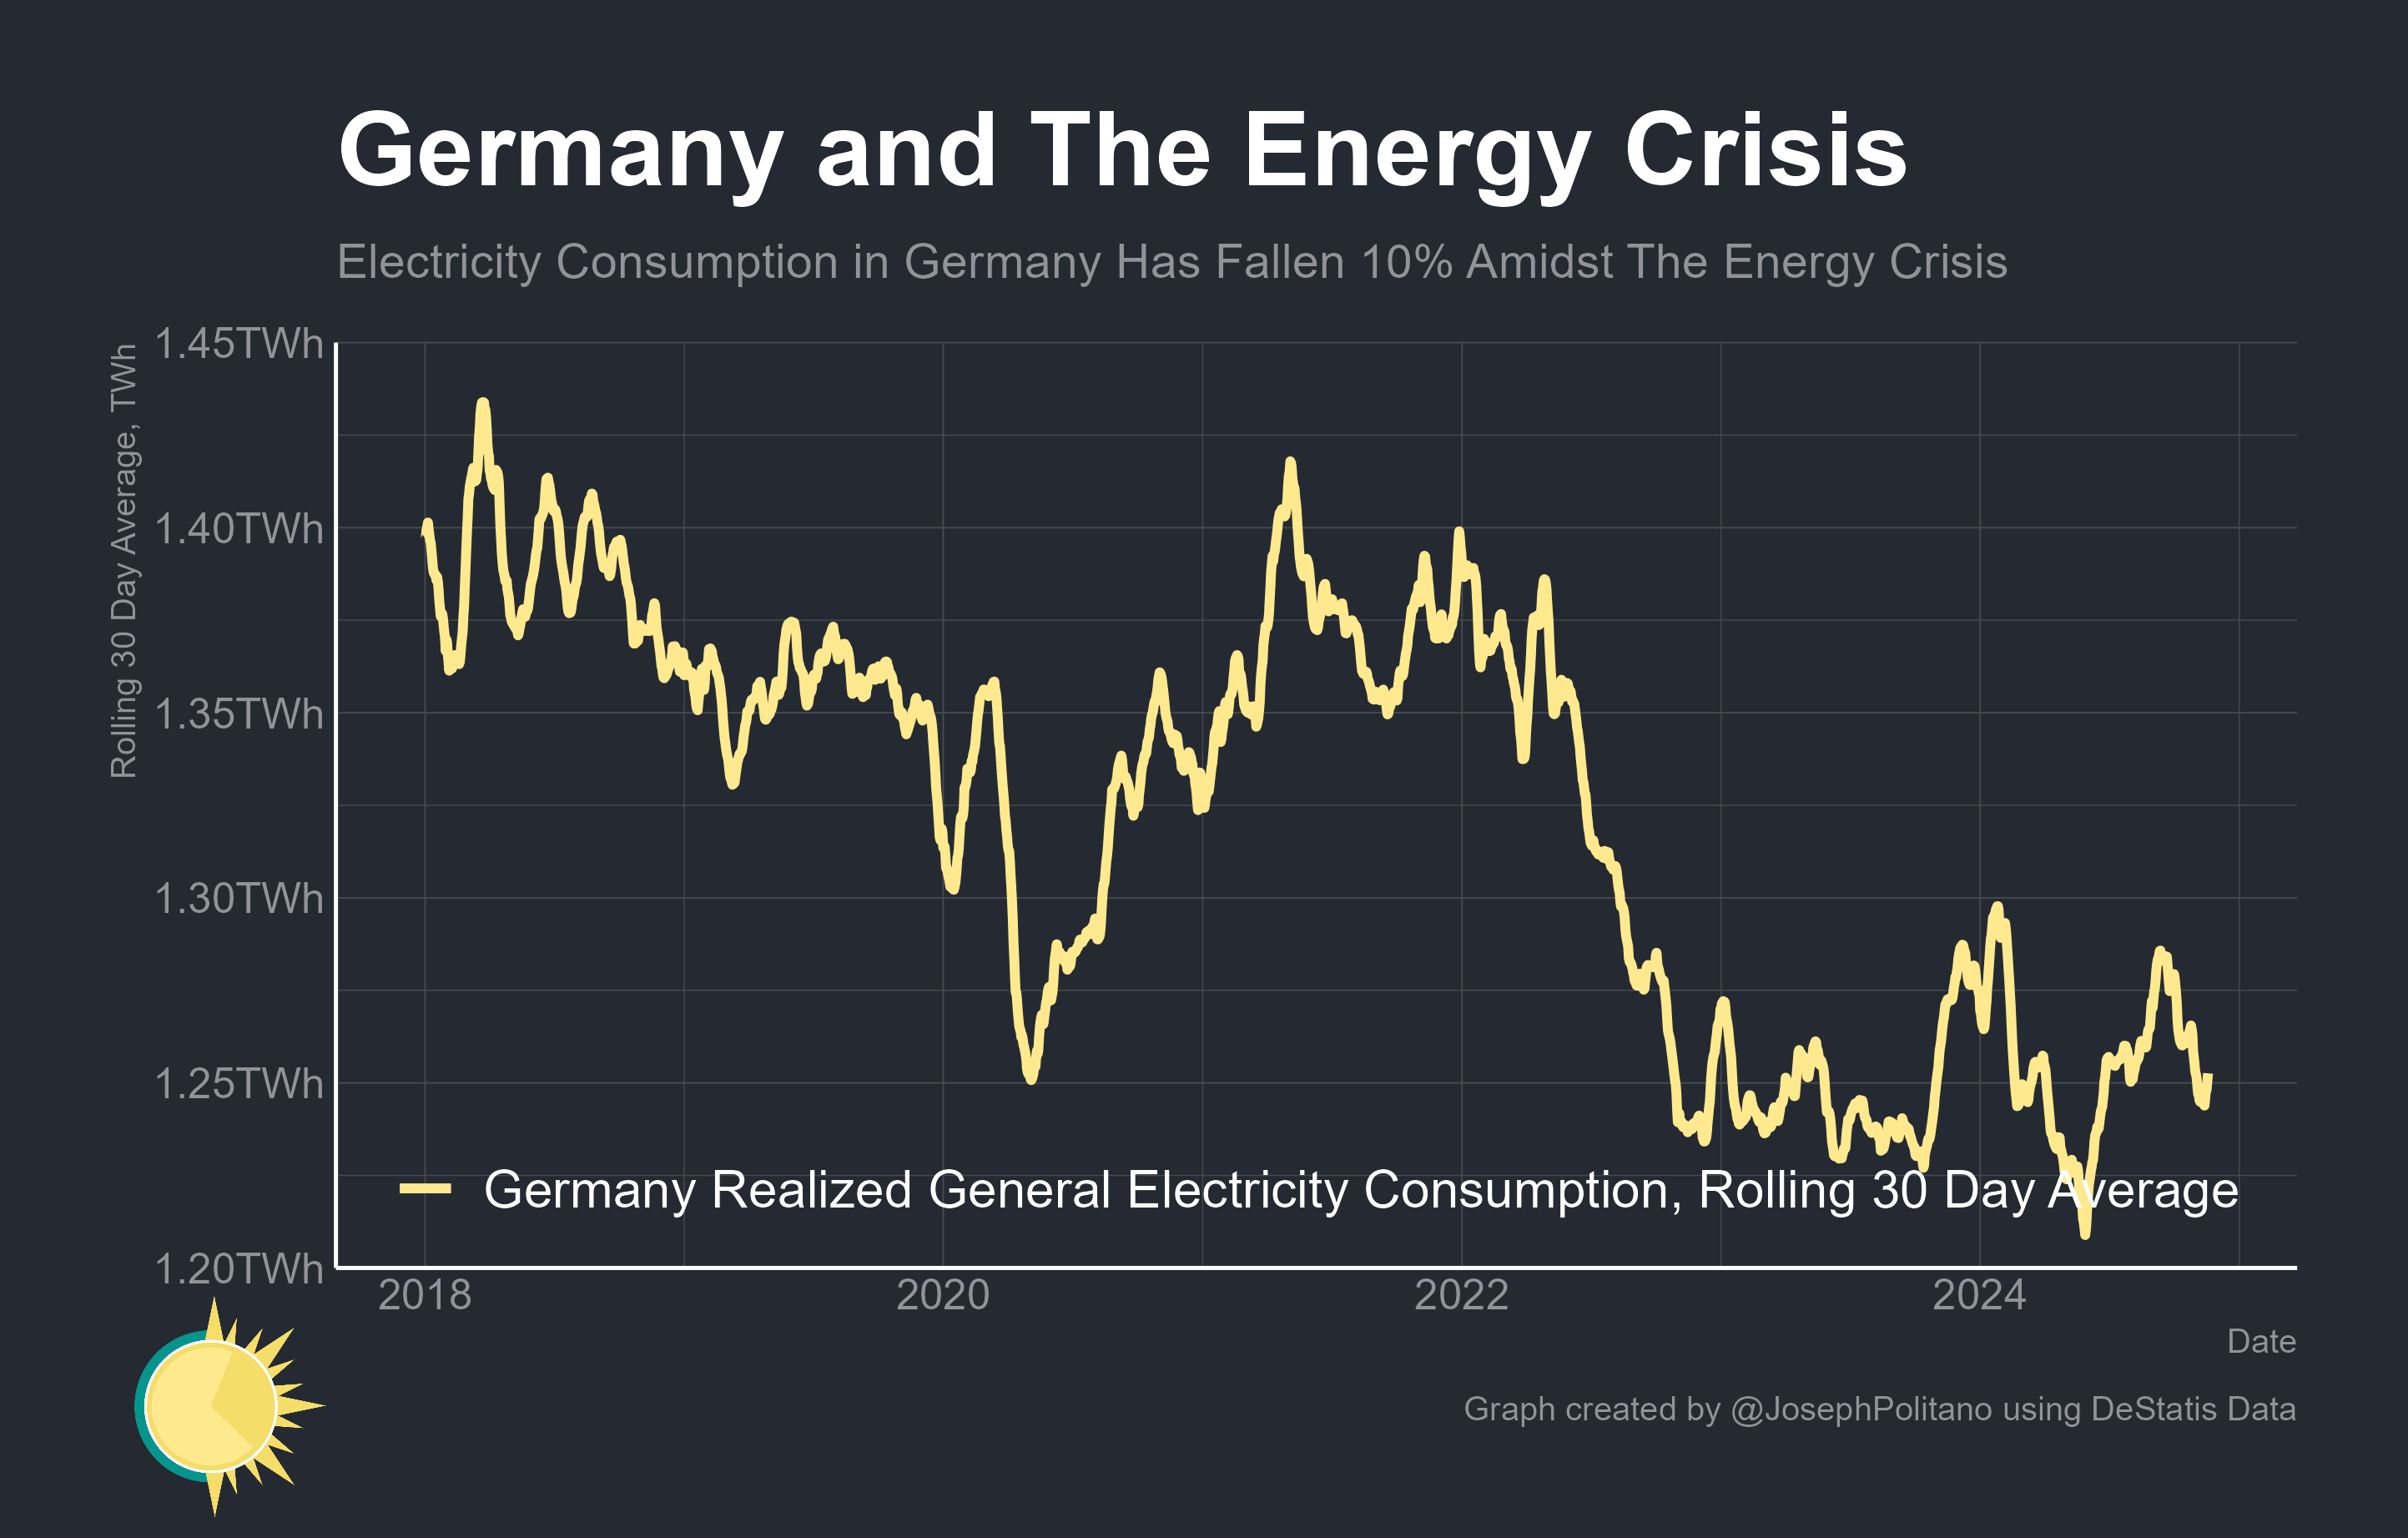 Germany and The Energy Crisis
Electricity Consumption in Germany Has Fallen 10% Amidst The Energy Crisis
Rolling 30 Day Average, TWh
1.45TWh
1.40TWh
1.35TWh
1.30TWh
1.25TWh
1.20TWh
Germany Realized General Electricity Consumption, Rolling 30 Day Average
2018 2020 2022 2024
Date
Graph created by @JosephPolitano using DeStatis Data